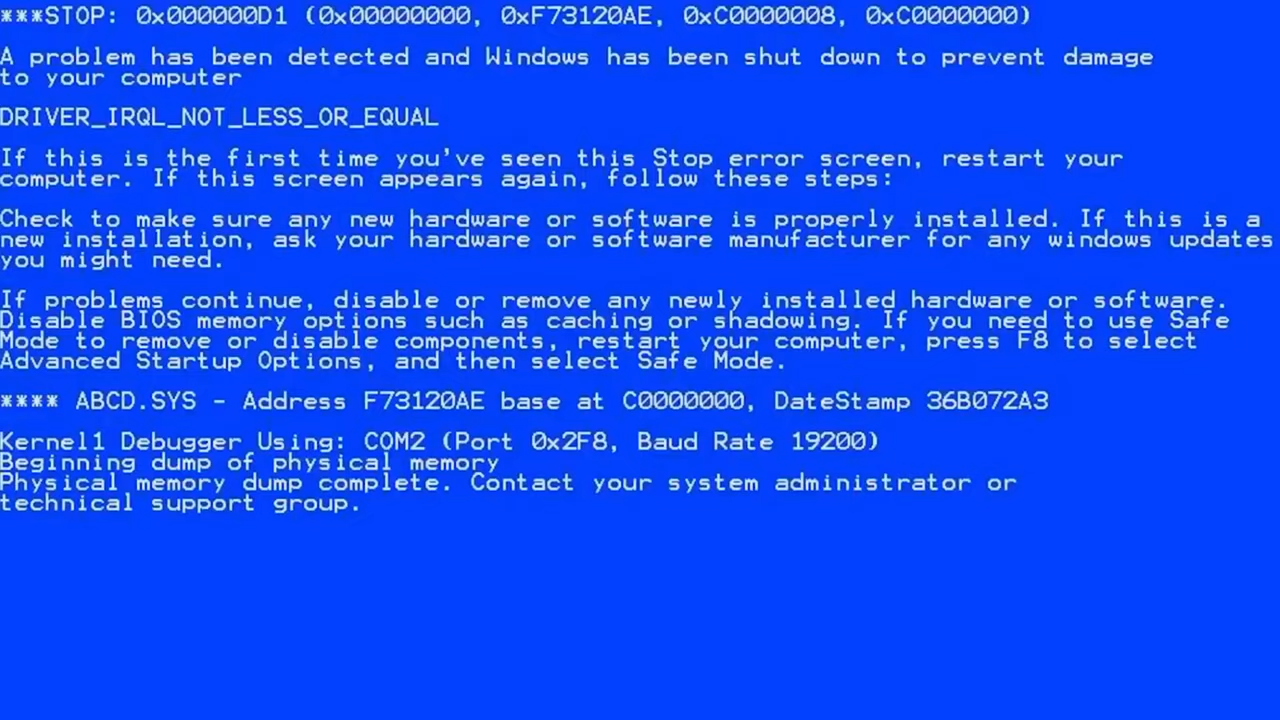 ***STOP: 0x000000D1 (0x00000000, 0xF73120AE, 0xC0000008, 0xC0000000)
A problem has been detected and Windows has been shut down to prevent damage
to your computer
DRIVER_IRQL_NOT_LESS_OR_EQUAL
If this is the first time you've seen this Stop error screen, restart your
computer. If this screen appears again, follow these steps:
Check to make sure any new hardware or software is properly installed. If this is a
new installation, ask your hardware or software manufacturer for any windows updates
you might need.
If problems continue, disable or remove any newly installed hardware or software.
Disable BIOS memory options such as caching or shadowing. If you need to use Safe
Mode to remove or disable components, restart your computer, press F8 to select
Advanced Startup Options, and then select Safe Mode.
**** ABCD.SYS - Address F73120AE base at C0000000, DateStamp 36B072A3
Kernel1 Debugger Using: COM2 (Port 0x2F8, Baud Rate 19200)
Beginning dump of physical memory
Physical memory dump complete. Contact your system administrator or
technical support group.